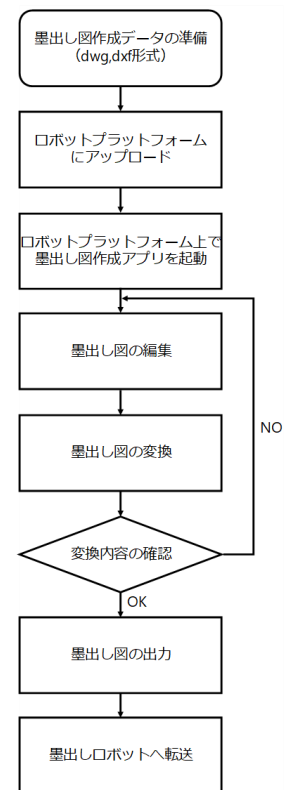 墨出し図作成データの準備
（dwg,dxf形式）
ロボットプラットフォーム
にアップロード
ロボットプラットフォーム上で
墨出し図作成アプリを起動
墨出し図の編集
墨出し図の変換
NO
変換内容の確認
OK
墨出し図の出力
墨出しロボットへ転送